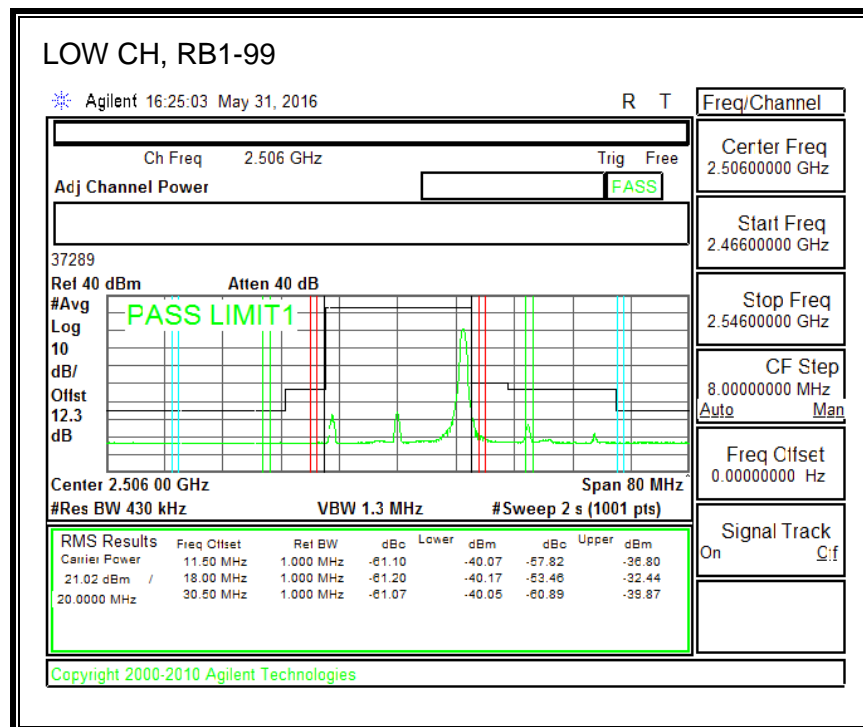 LOW CH, RB1-99
Agilent 16:25:03 May 31, 2016 R T
Freq/Channel
Ch Freq 2.506 GHz Trig Free
Adj Channel Power PASS
Center Freq
2.50600000 GHz
Start Freq
2.46600000 GHz
Stop Freq
2.54600000 GHz
CF Step
8.00000000 MHz
Auto Man
Freq Offset
0.00000000 Hz
Signal Track
On Off
37289
Ref 40 dBm Atten 40 dB
#Avg
Log
10
dB/
Offst
12.3
dB
PASS LIMIT1
Center 2.506 00 GHz Span 80 MHz
#Res BW 430 kHz VBW 1.3 MHz #Sweep 2 s (1001 pts)
RMS Results Freq Offset Ref BW dBc Lower dBm dBc Upper dBm
Carrier Power 11.50 MHz 1.000 MHz -61.10 -40.07 -57.82 -36.80
21.02 dBm / 18.00 MHz 1.000 MHz -61.20 -40.17 -53.46 -32.44
20.0000 MHz 30.50 MHz 1.000 MHz -61.07 -40.05 -60.89 -39.87
Copyright 2000-2010 Agilent Technologies